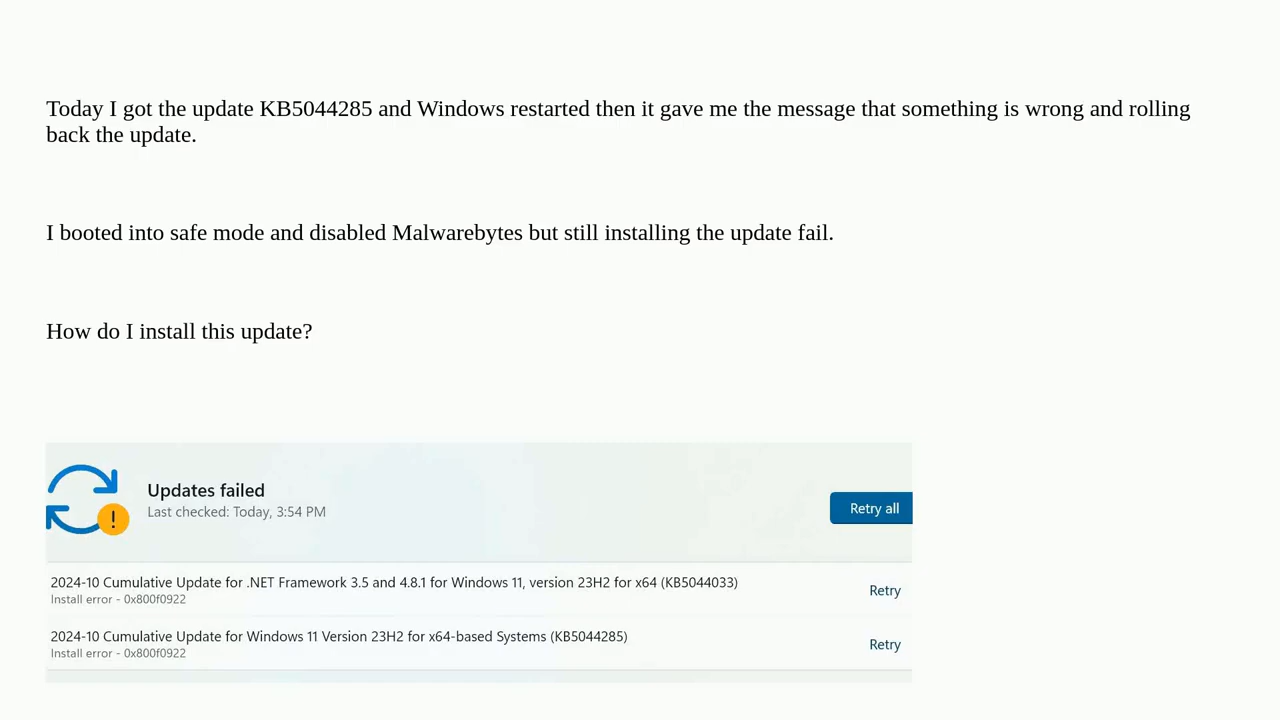 Today I got the update KB5044285 and Windows restarted then it gave me the message that something is wrong and rolling
back the update.
I booted into safe mode and disabled Malwarebytes but still installing the update fail.
How do I install this update?
Updates failed
Last checked: Today, 3:54 PM
Retry all
2024-10 Cumulative Update for .NET Framework 3.5 and 4.8.1 for Windows 11, version 23H2 for x64 (KB5044033)
Install error - 0x800f0922
Retry
2024-10 Cumulative Update for Windows 11 Version 23H2 for x64-based Systems (KB5044285)
Install error - 0x800f0922
Retry